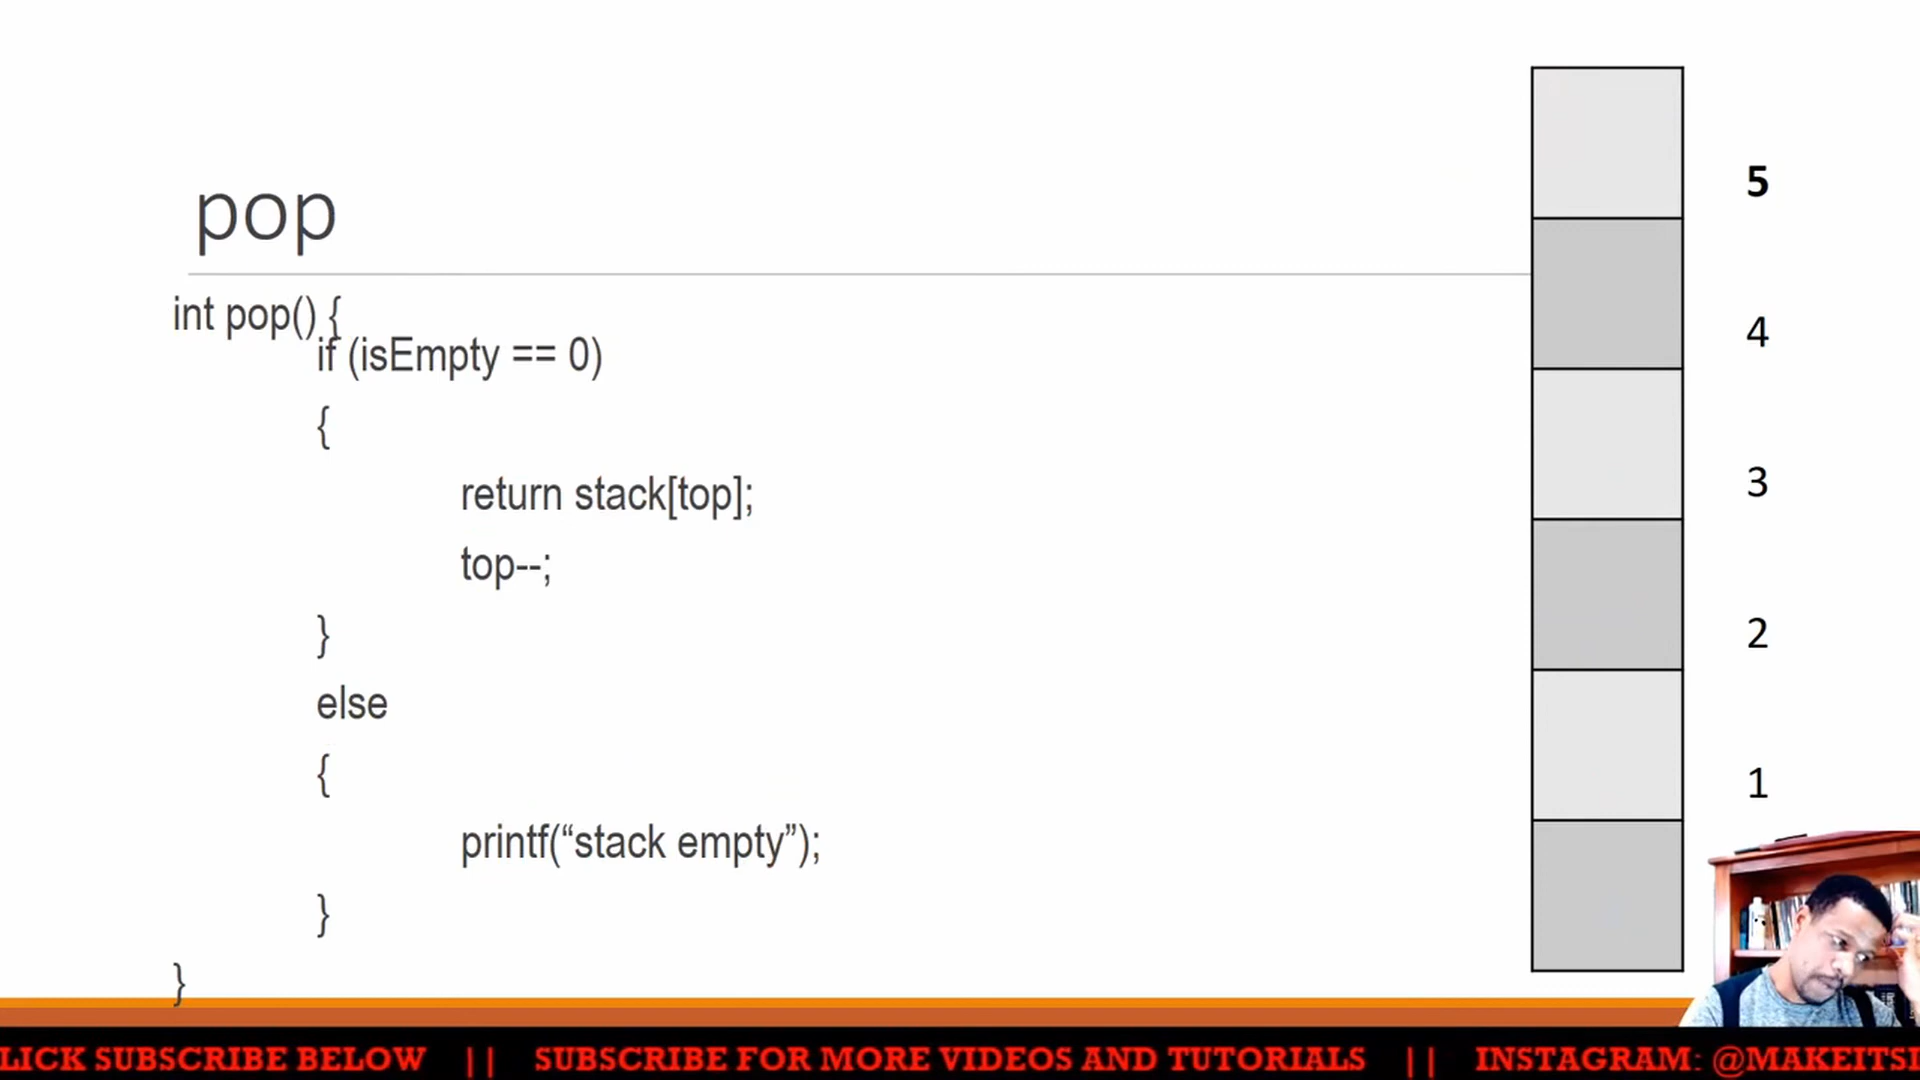 pop
int pop() {
if (isEmpty == 0)
{
return stack[top];
top--;
}
else
{
printf(“stack empty”);
}
}
5
4
3
2
1
LICK SUBSCRIBE BELOW || SUBSCRIBE FOR MORE VIDEOS AND TUTORIALS || INSTAGRAM: @MAKEITSI